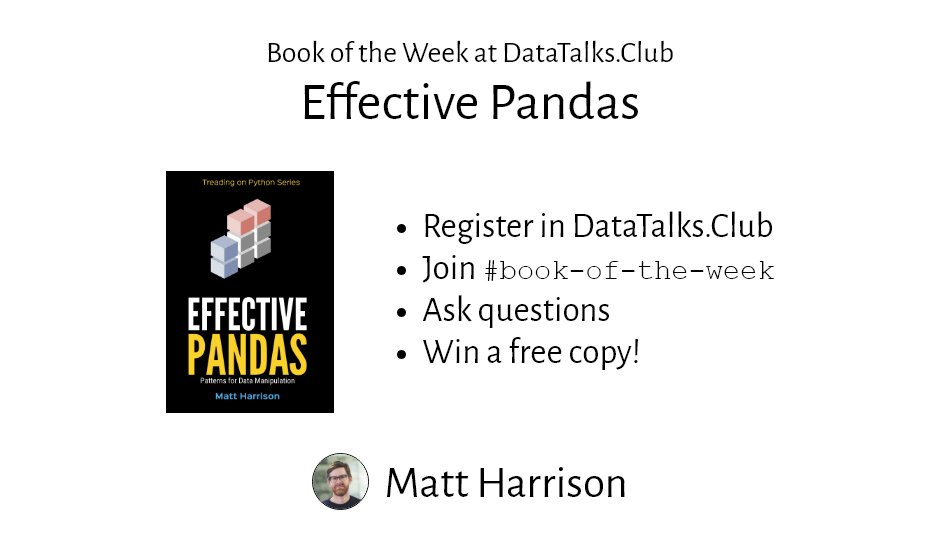 Book of the Week at DataTalks.Club
Effective Pandas
Treading on Python Series
EFFECTIVE
PANDAS
Patterns for Data Manipulation
Matt Harrison
• Register in DataTalks.Club
• Join #book-of-the-week
• Ask questions
• Win a free copy!
Matt Harrison